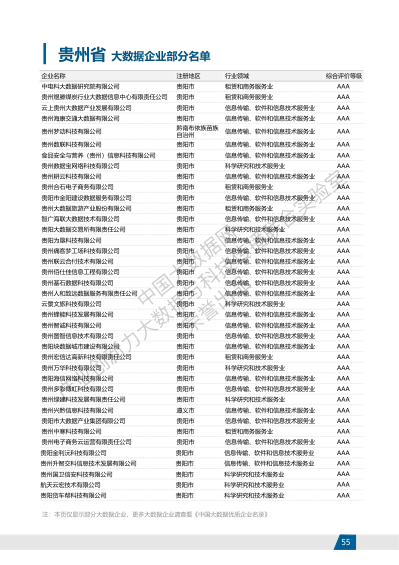 贵州省 大数据企业部分名单
企业名称 注册地区 行业领域 综合评价等级
中电科大数据研究院有限公司 贵阳市 租赁和商务服务业 AAA
贵州煜滕煤炭行业大数据信息中心有限责任公司 贵阳市 租赁和商务服务业 AAA
云上贵州大数据产业发展有限公司 贵阳市 信息传输、软件和信息技术服务业 AAA
贵州海康交通大数据有限公司 贵阳市 信息传输、软件和信息技术服务业 AAA
贵州梦动科技有限公司 黔南布依族苗族自治州 信息传输、软件和信息技术服务业 AAA
贵州数联科技有限公司 贵阳市 信息传输、软件和信息技术服务业 AAA
食品安全与营养（贵州）信息科技有限公司 贵阳市 信息传输、软件和信息技术服务业 AAA
贵州数据宝网络科技有限公司 贵阳市 科学研究和技术服务业 AAA
贵州耕云科技有限公司 贵阳市 信息传输、软件和信息技术服务业 AAA
贵州合石电子商务有限公司 贵阳市 租赁和商务服务业 AAA
贵阳市金阳建设数据服务有限公司 贵阳市 信息传输、软件和信息技术服务业 AAA
贵州大数据旅游产业股份有限公司 贵阳市 租赁和商务服务业 AAA
恒广海联大数据技术有限公司 贵阳市 信息传输、软件和信息技术服务业 AAA
贵阳大数据交易所有限责任公司 贵阳市 科学研究和技术服务业 AAA
贵阳为鼎科技有限公司 贵阳市 信息传输、软件和信息技术服务业 AAA
贵州痛客梦工场科技有限公司 贵阳市 信息传输、软件和信息技术服务业 AAA
贵州联云合付技术有限公司 贵阳市 信息传输、软件和信息技术服务业 AAA
贵州佰仕佳信息工程有限公司 贵阳市 信息传输、软件和信息技术服务业 AAA
贵州基石数据科技有限公司 贵阳市 信息传输、软件和信息技术服务业 AAA
贵州人和致远数据服务有限责任公司 贵阳市 信息传输、软件和信息技术服务业 AAA
云景文旅科技有限公司 贵阳市 科学研究和技术服务业 AAA
贵州蜂能科技发展有限公司 贵阳市 信息传输、软件和信息技术服务业 AAA
贵州智诚科技有限公司 贵阳市 信息传输、软件和信息技术服务业 AAA
贵州图智信息技术有限公司 贵阳市 信息传输、软件和信息技术服务业 AAA
贵阳块数据城市建设有限公司 贵阳市 信息传输、软件和信息技术服务业 AAA
贵州宏信达高新科技有限责任公司 贵阳市 租赁和商务服务业 AAA
贵州万华科技有限公司 贵阳市 科学研究和技术服务业 AAA
贵阳海信网络科技有限公司 贵阳市 信息传输、软件和信息技术服务业 AAA
贵州多彩博虹科技有限公司 贵阳市 信息传输、软件和信息技术服务业 AAA
贵州绿建科技发展有限责任公司 贵阳市 科学研究和技术服务业 AAA
贵州兴黔信息科技有限公司 遵义市 信息传输、软件和信息技术服务业 AAA
贵阳市大数据产业集团有限公司 贵阳市 信息传输、软件和信息技术服务业 AAA
贵州中寒科技有限公司 贵阳市 租赁和商务服务业 AAA
贵州电子商务云运营有限责任公司 贵阳市 信息传输、软件和信息技术服务业 AAA
贵阳金利沅科技有限公司 贵阳市 信息传输、软件和信息技术服务业 AAA
贵州升智交科信息技术发展有限公司 贵阳市 信息传输、软件和信息技术服务业 AAA
贵州国卫信安科技有限公司 贵阳市 科学研究和技术服务业 AAA
航天云宏技术有限公司 贵阳市 科学研究和技术服务业 AAA
贵阳货车帮科技有限公司 贵阳市 科学研究和技术服务业 AAA
注：本页仅显示部分大数据企业，更多大数据企业请查看《中国大数据优质企业名录》
55